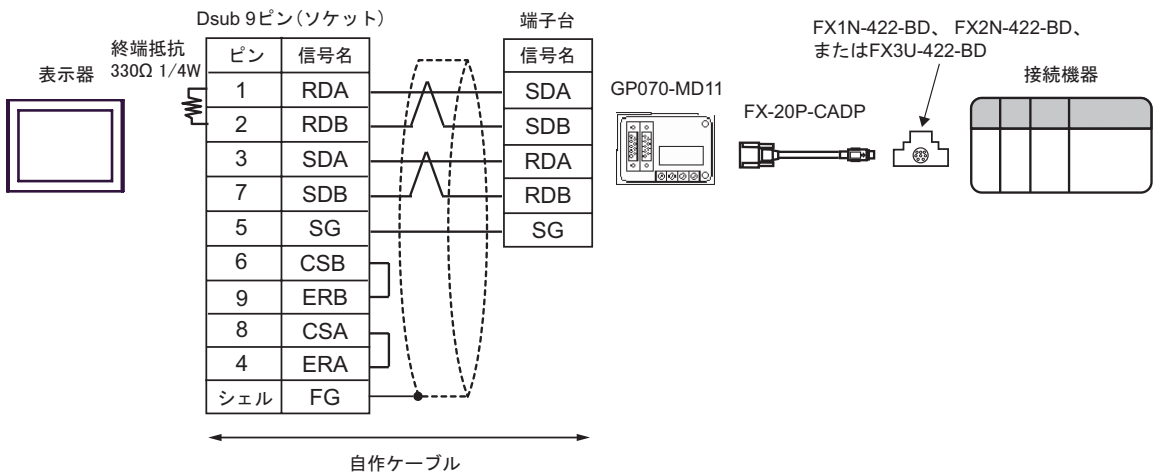 Dsub 9ピン(ソケット)
端子台
FX1N-422-BD、 FX2N-422-BD、
またはFX3U-422-BD
終端抵抗
330Ω 1/4W
表示器
ピン 信号名
信号名
1 RDA SDA
2 RDB SDB
3 SDA RDA
7 SDB RDB
5 SG SG
6 CSB
9 ERB
8 CSA
4 ERA
シェル FG
GP070-MD11
FX-20P-CADP
接続機器
自作ケーブル